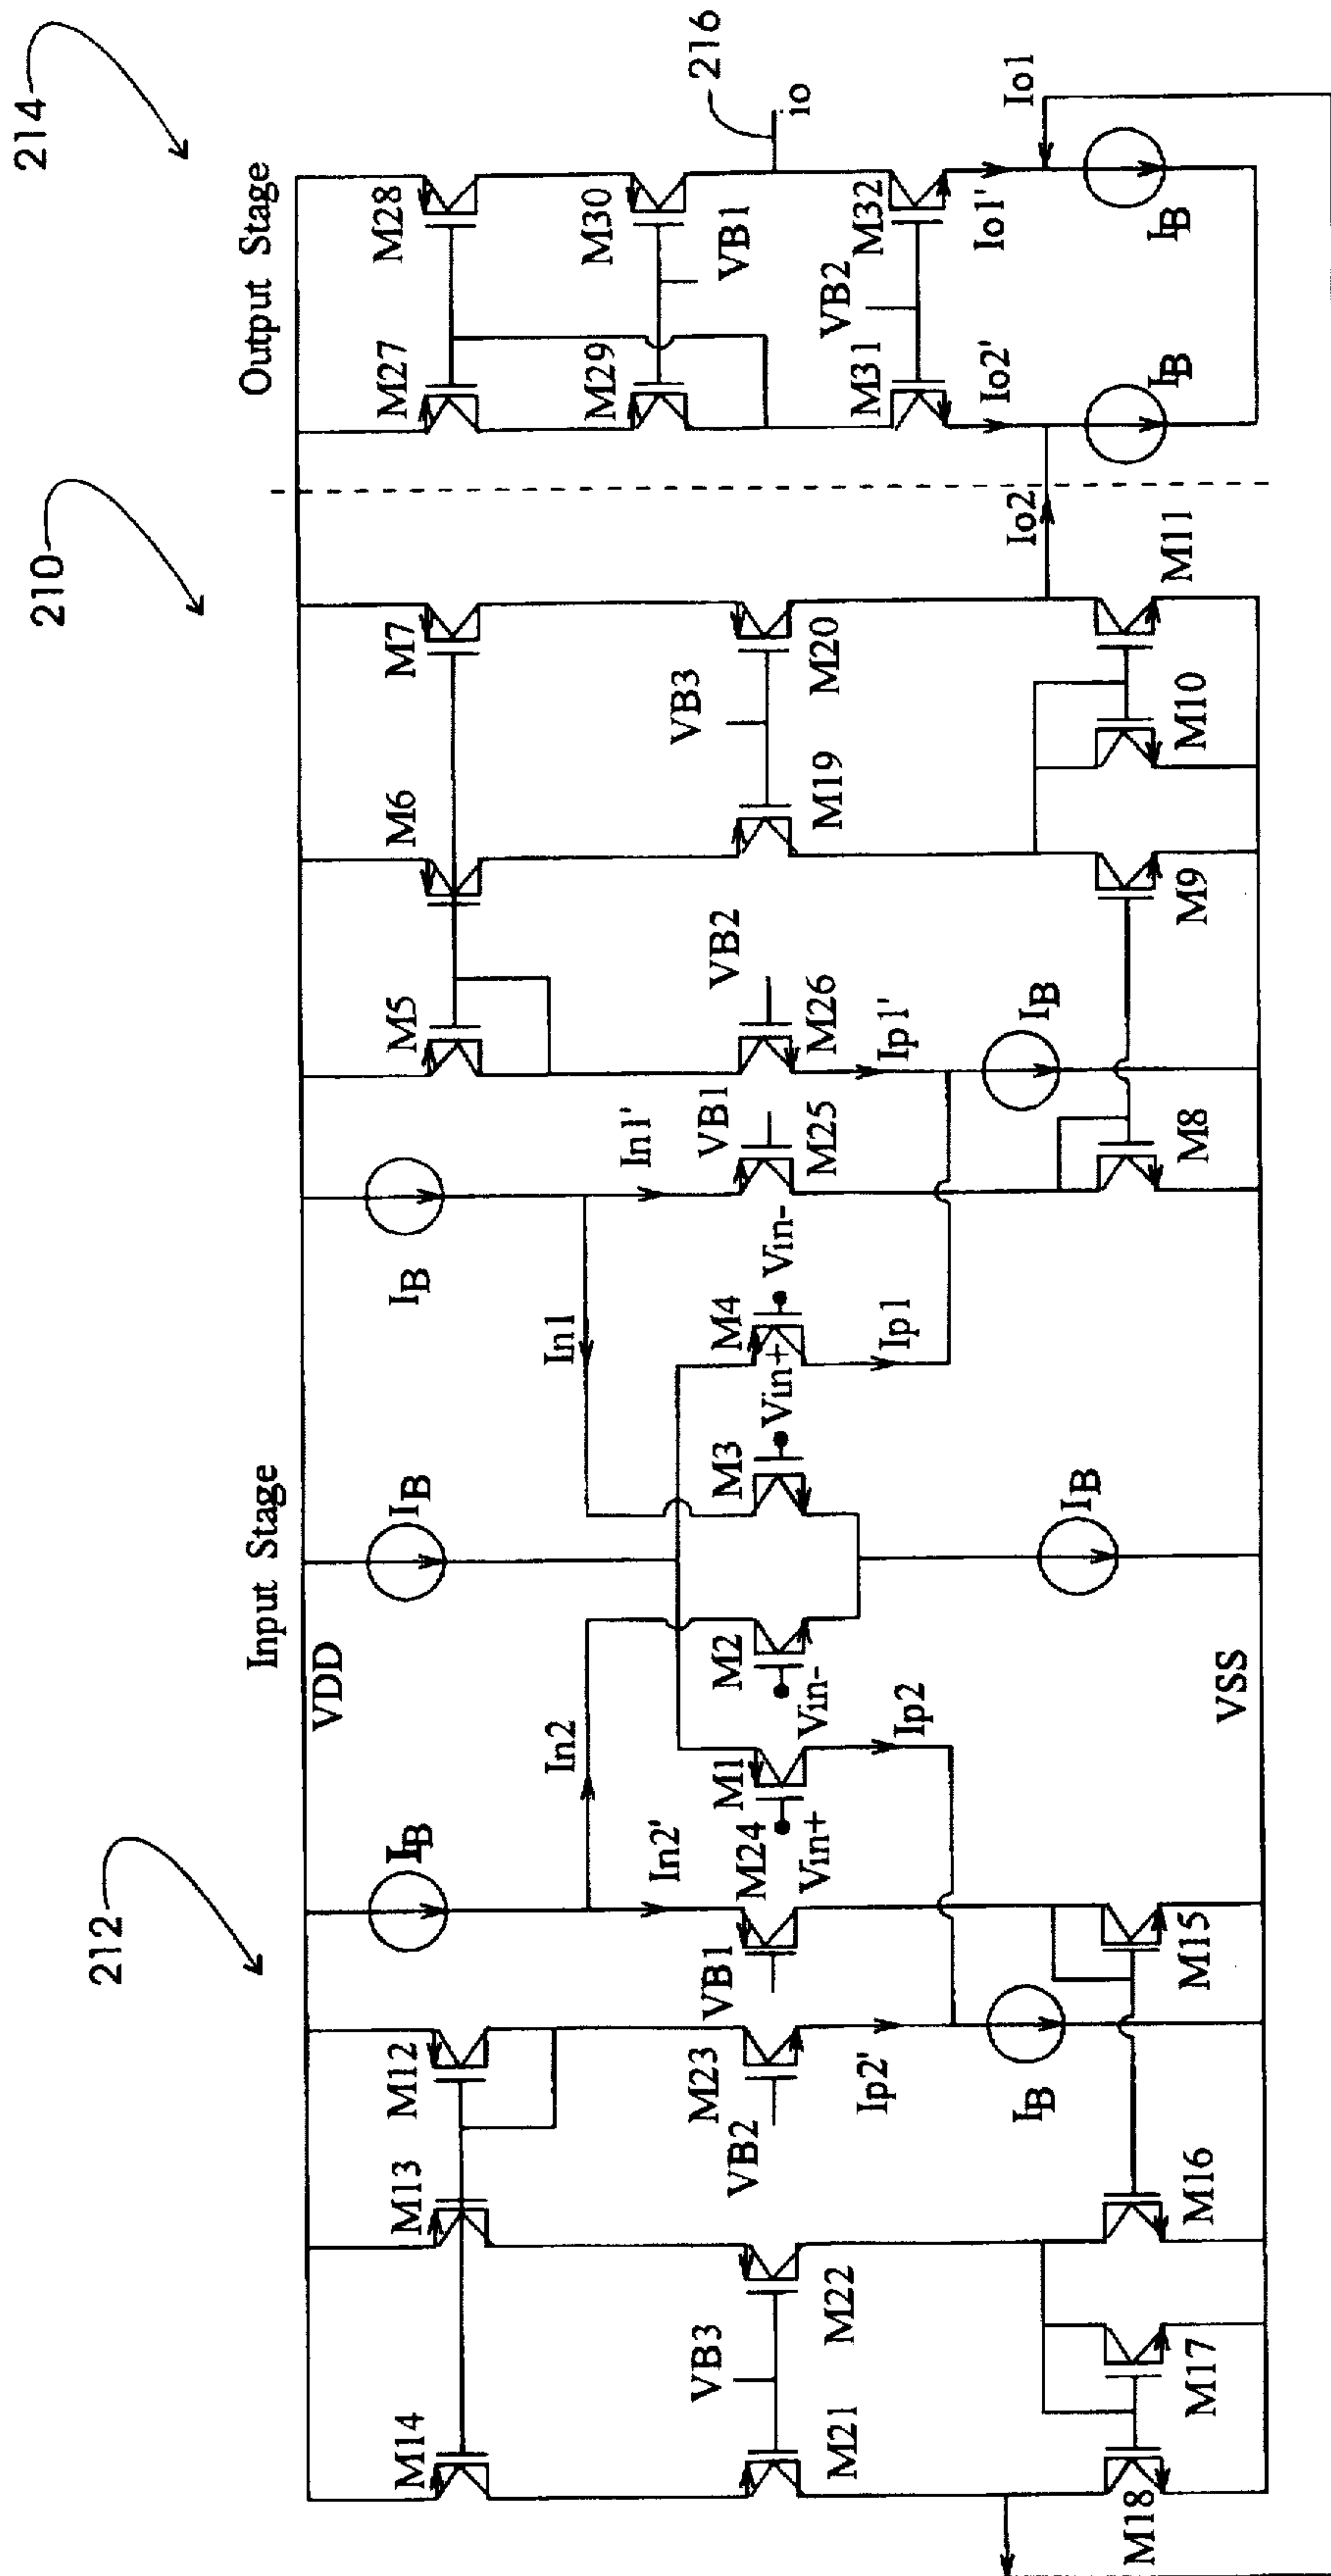 214
210
212
Output Stage
Input Stage
VDD
VSS
M28
M27
M30
M29
VB1
216
io
VB2
M32
M31
Io1'
Io2'
Io1
IB
IB
Io2
M7
M6
M5
VB3
M20
M19
VB2
M26
VB1
M25
Ip1'
In1'
IB
IB
M11
M10
M9
M8
In1
Vin-
M4
Vin+
M3
Ip1
IB
IB
In2
M2
Vin-
M1
Vin+
Ip2
IB
In2'
M24
VB1
M15
M12
M13
M14
M23
VB2
Ip2'
IB
M16
M22
VB3
M21
M17
M18